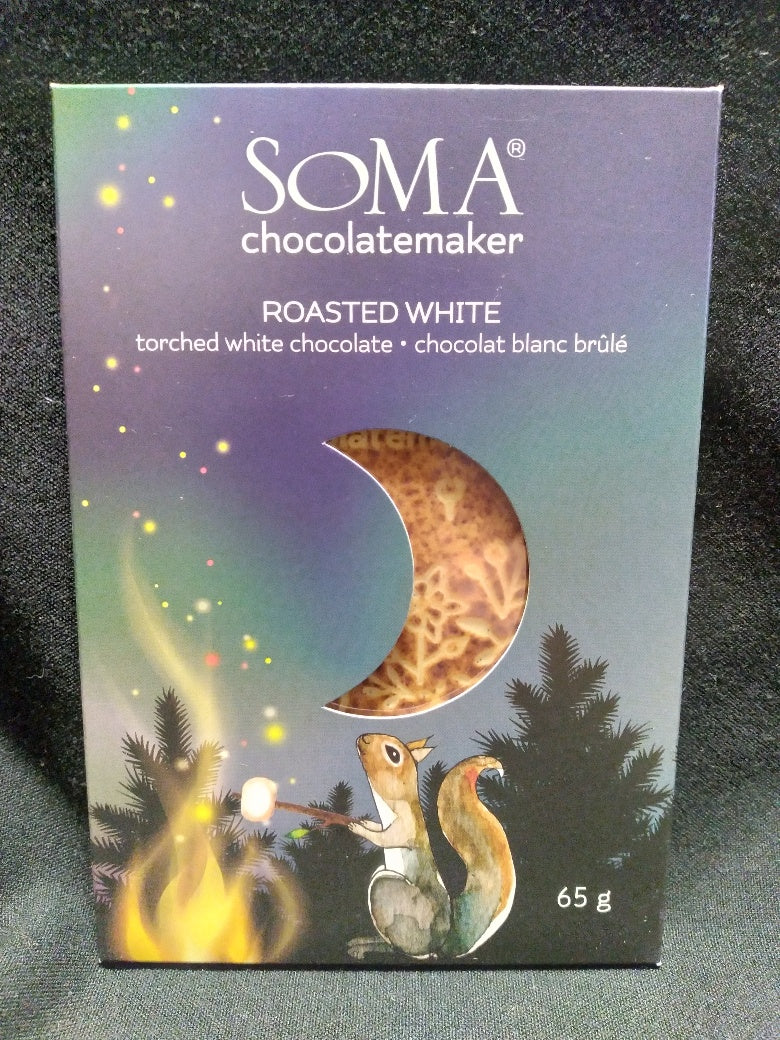 SOMA®
chocolatemaker
ROASTED WHITE
torched white chocolate • chocolat blanc brûlé
65 g